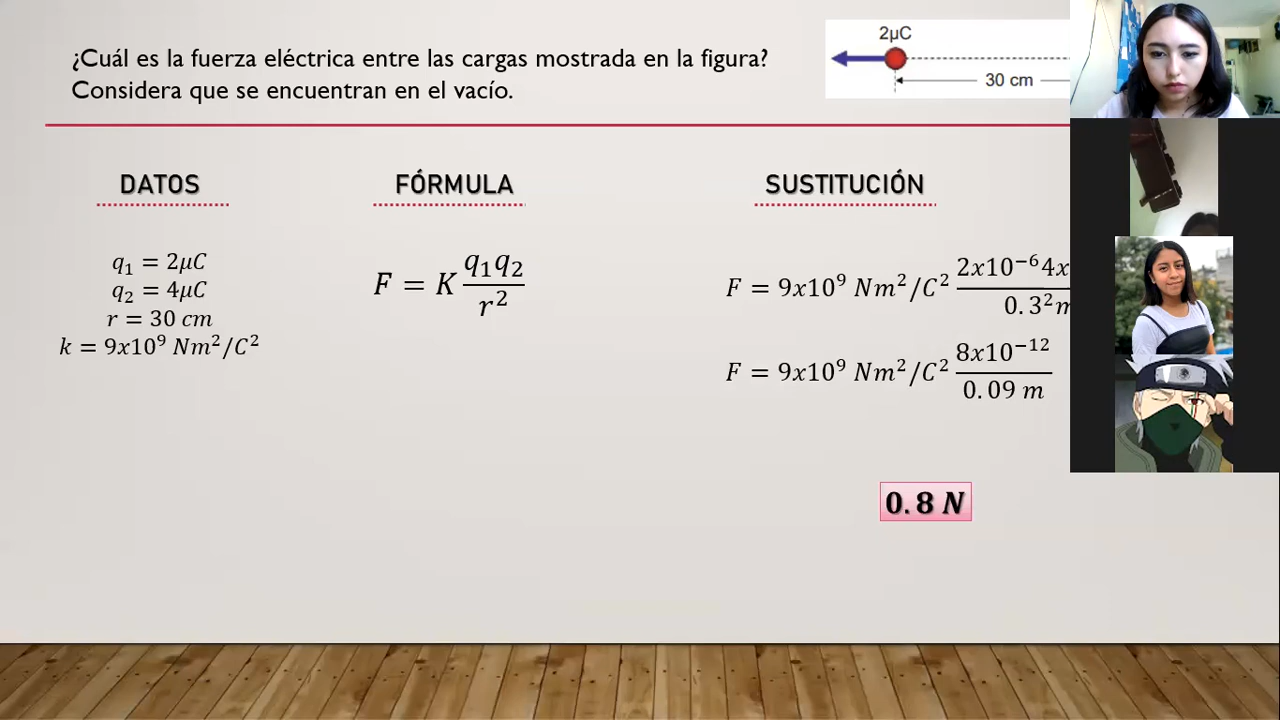 ¿Cuál es la fuerza eléctrica entre las cargas mostrada en la figura?
Considera que se encuentran en el vacío.
2μC
30 cm
DATOS
q₁ = 2μC
q₂ = 4μC
r = 30 cm
k = 9x10⁹ Nm²/C²
FÓRMULA
F = K q₁q₂ / r²
SUSTITUCIÓN
F = 9x10⁹ Nm²/C² 2x10⁻⁶4x / 0.3²m
F = 9x10⁹ Nm²/C² 8x10⁻¹² / 0.09 m
0.8 N